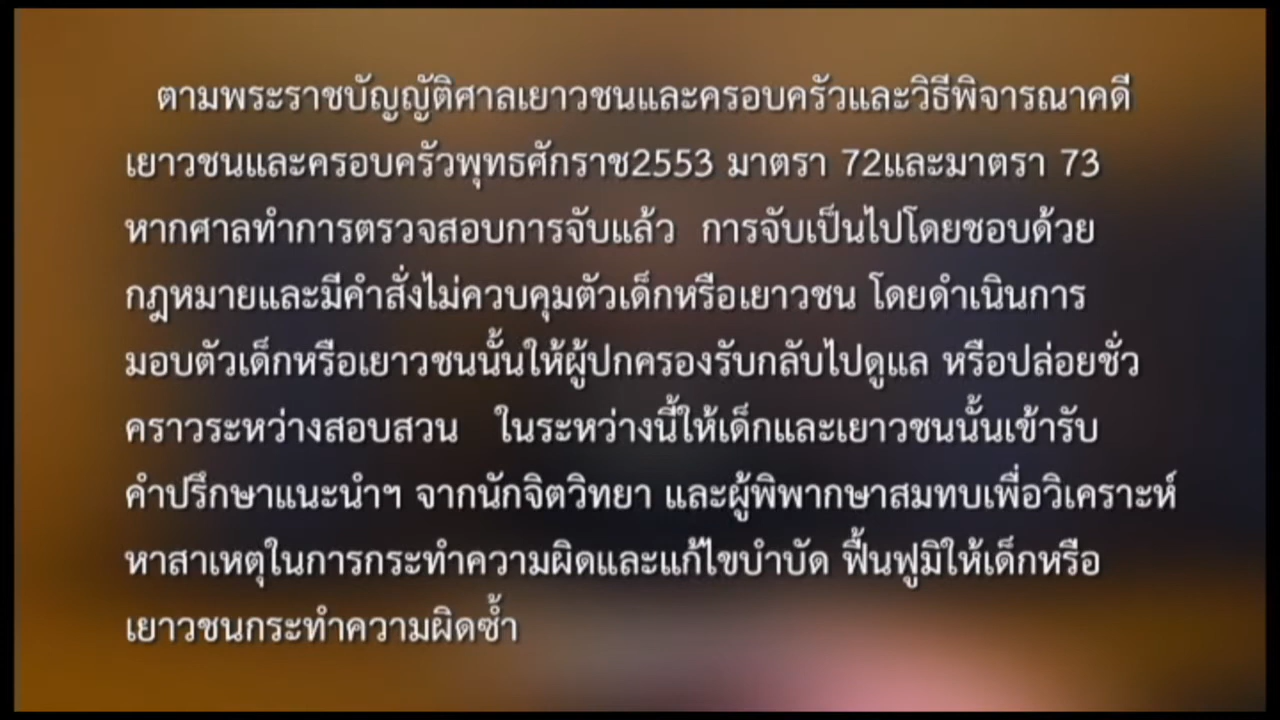 ตามพระราชบัญญัติศาลเยาวชนและครอบครัวและวิธีพิจารณาคดี
เยาวชนและครอบครัวพุทธศักราช2553 มาตรา 72และมาตรา 73
หากศาลทำการตรวจสอบการจับแล้ว การจับเป็นไปโดยชอบด้วย
กฎหมายและมีคำสั่งไม่ควบคุมตัวเด็กหรือเยาวชน โดยดำเนินการ
มอบตัวเด็กหรือเยาวชนนั้นให้ผู้ปกครองรับกลับไปดูแล หรือปล่อยชั่ว
คราวระหว่างสอบสวน ในระหว่างนี้ให้เด็กและเยาวชนนั้นเข้ารับ
คำปรึกษาแนะนำฯ จากนักจิตวิทยา และผู้พิพากษาสมทบเพื่อวิเคราะห์
หาสาเหตุในการกระทำความผิดและแก้ไขบำบัด ฟื้นฟูมิให้เด็กหรือ
เยาวชนกระทำความผิดซ้ำ